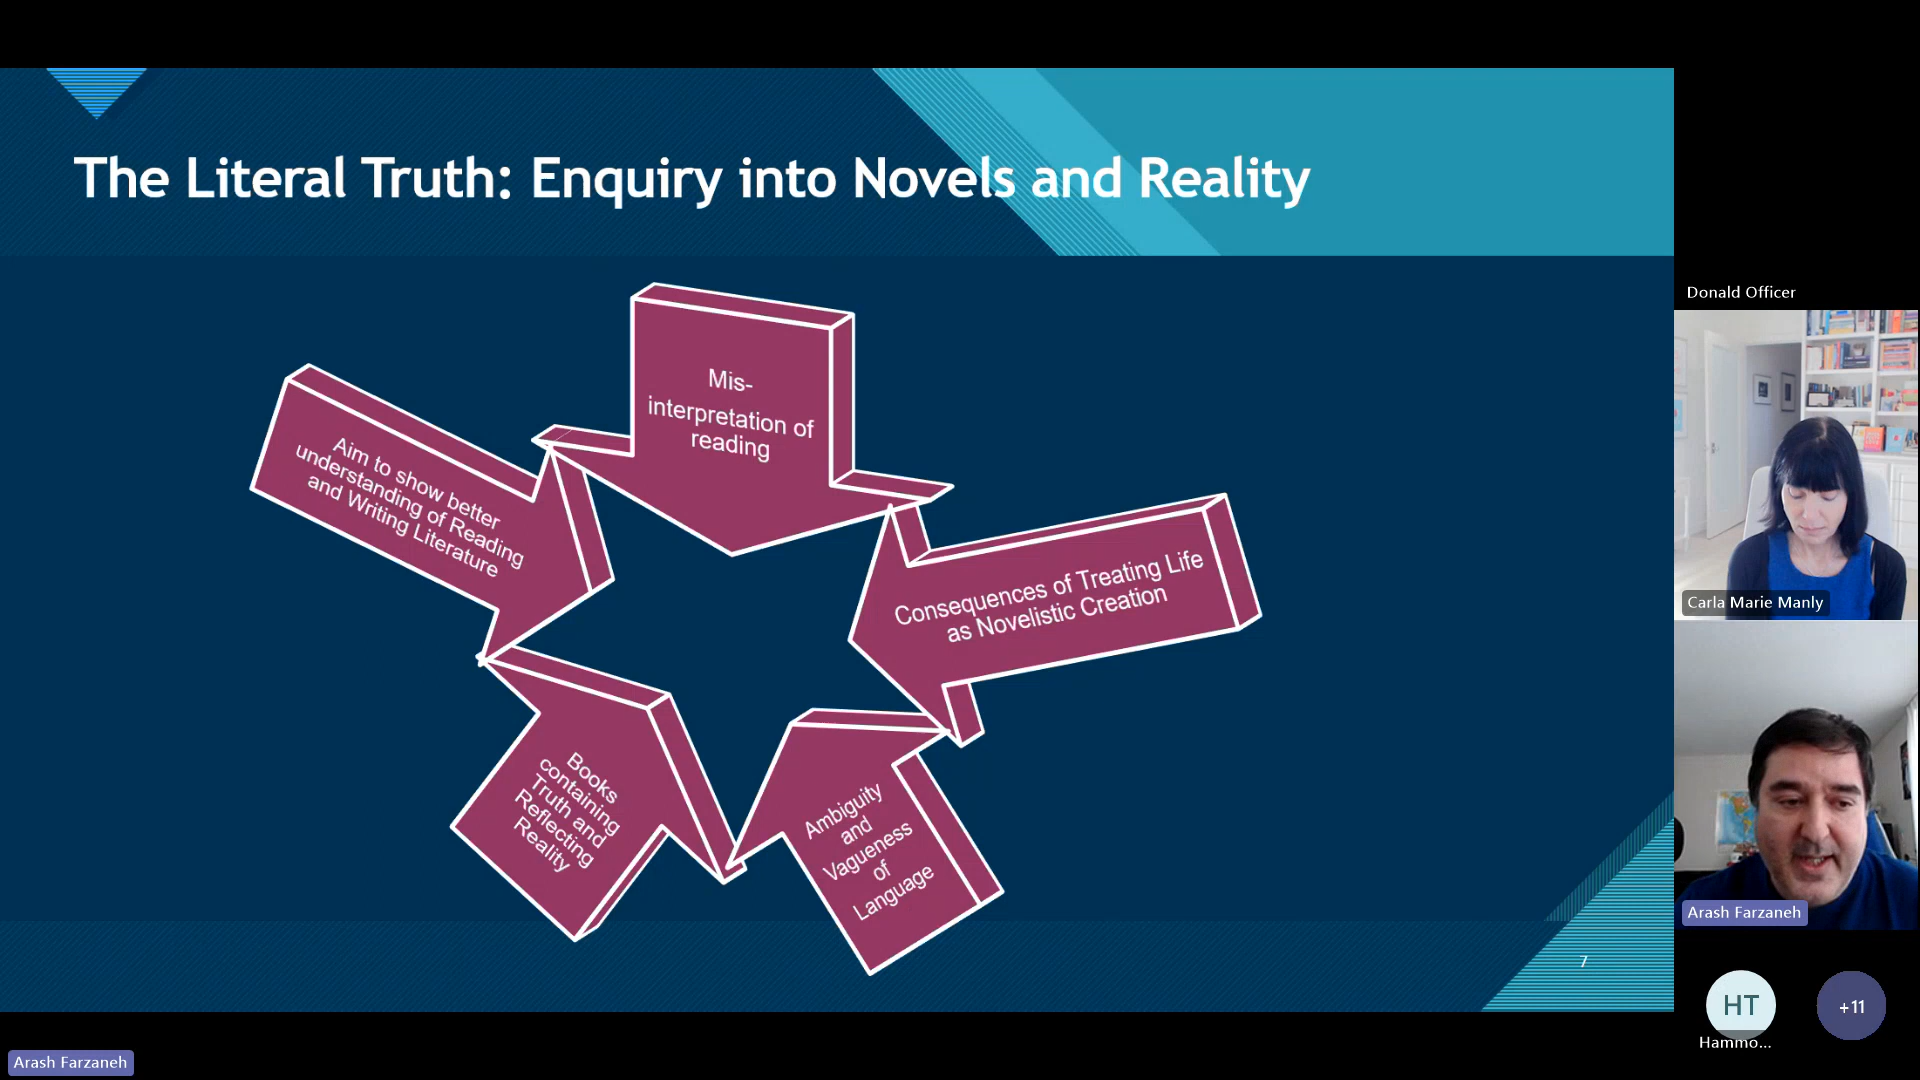 The Literal Truth: Enquiry into Novels and Reality
Mis-
interpretation of
reading
Aim to show better
understanding of Reading
and Writing Literature
Consequences of Treating Life
as Novelistic Creation
Books
containing
Truth and
Reflecting
Reality
Ambiguity
and
Vagueness
of
Language
7
Donald Officer
Carla Marie Manly
Arash Farzaneh
HT
Hammo...
+11
Arash Farzaneh